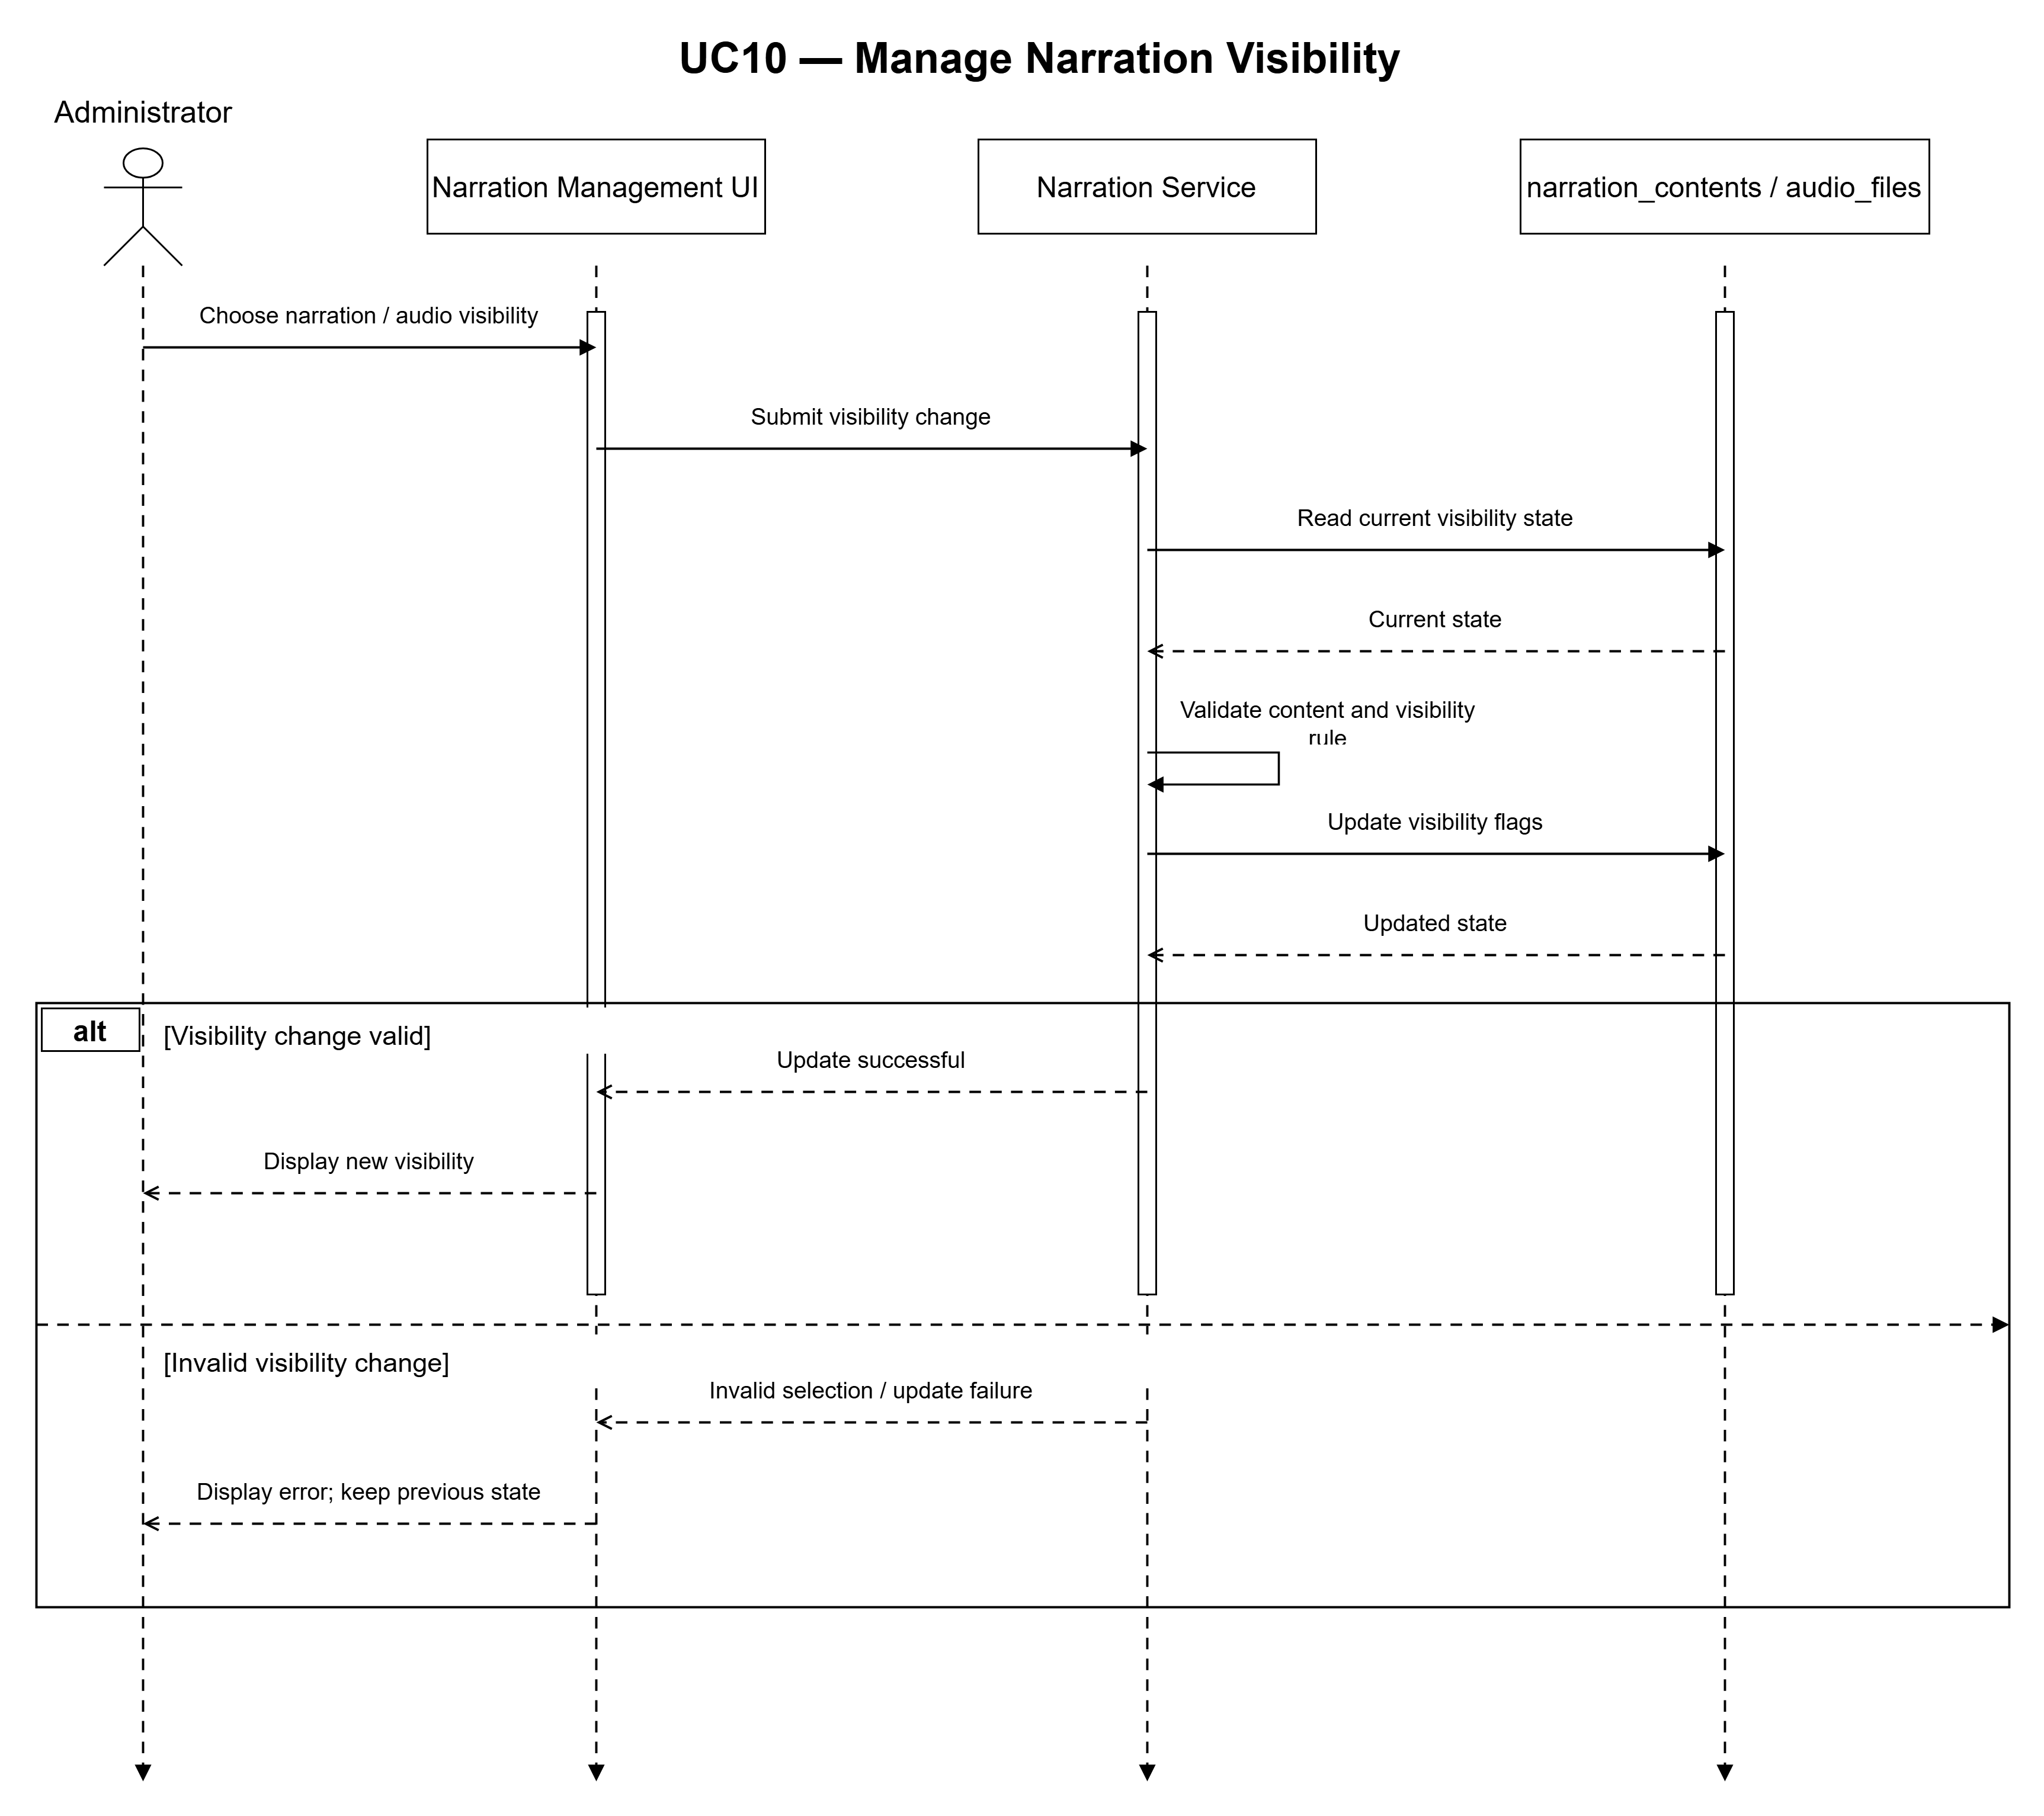 UC10 — Manage Narration Visibility
Administrator
Narration Management UI
Narration Service
narration_contents / audio_files
Choose narration / audio visibility
Submit visibility change
Read current visibility state
Current state
Validate content and visibility
rule
Update visibility flags
Updated state
alt
[Visibility change valid]
Update successful
Display new visibility
[Invalid visibility change]
Invalid selection / update failure
Display error; keep previous state